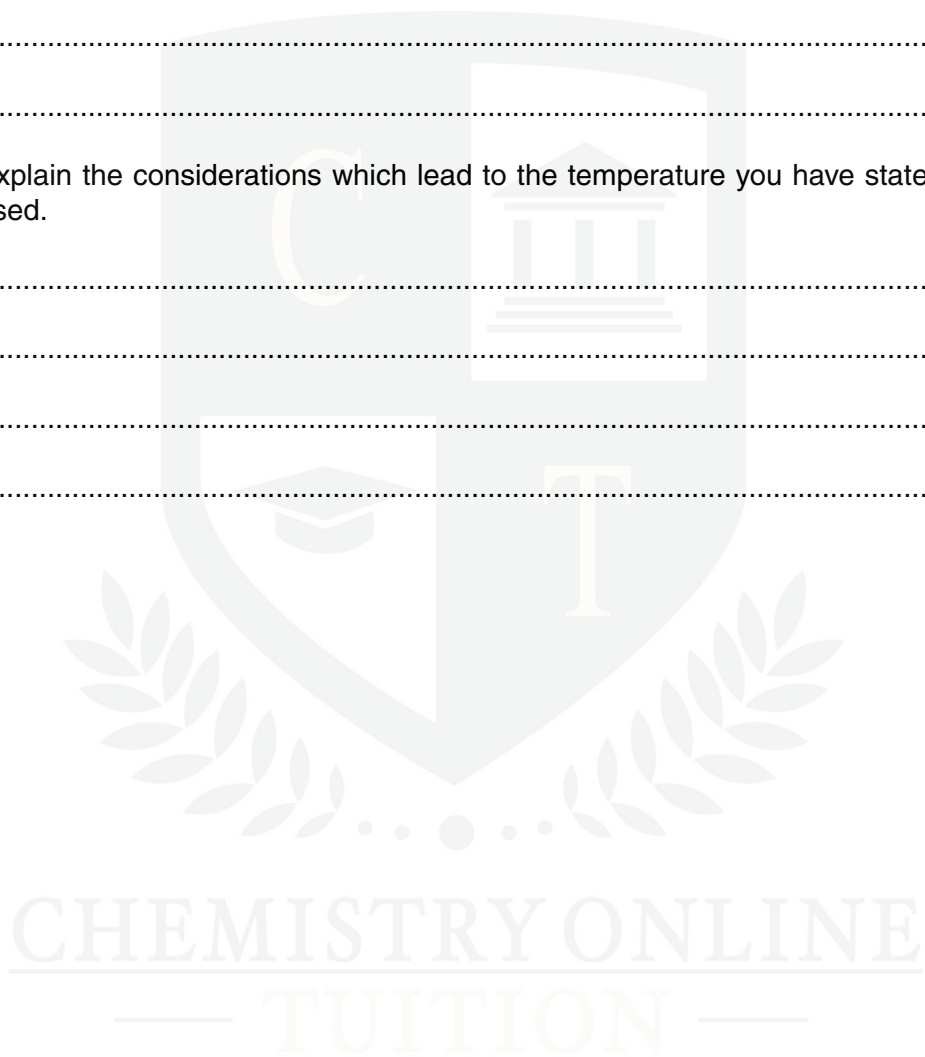 xplain the considerations which lead to the temperature you have state
sed.
C
T
CHEMISTRY ONLINE
— TUITION —